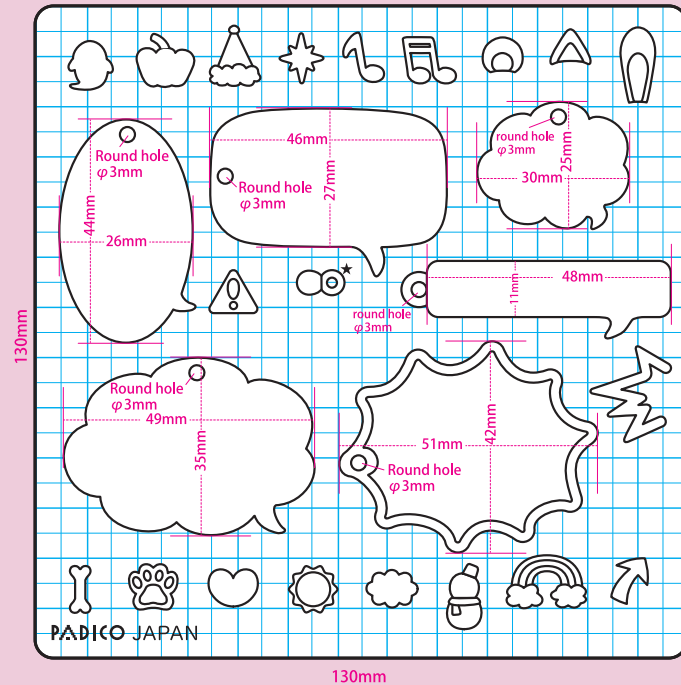 46mm
Round hole
φ3mm
27mm
Round hole
φ3mm
44mm
26mm
round hole
φ3mm
25mm
30mm
48mm
11mm
round hole
φ3mm
130mm
Round hole
φ3mm
49mm
35mm
42mm
51mm
Round hole
φ3mm
PADICO JAPAN
130mm